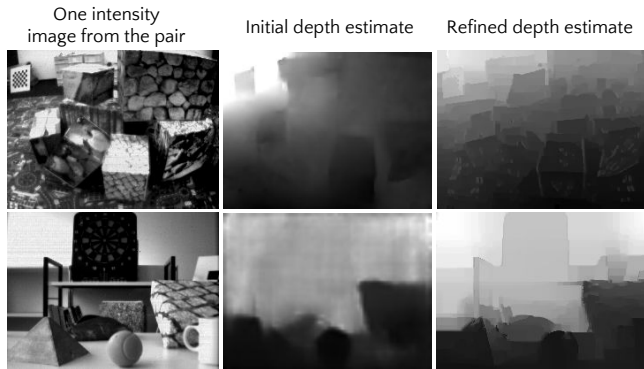 One intensity
image from the pair
Initial depth estimate
Refined depth estimate